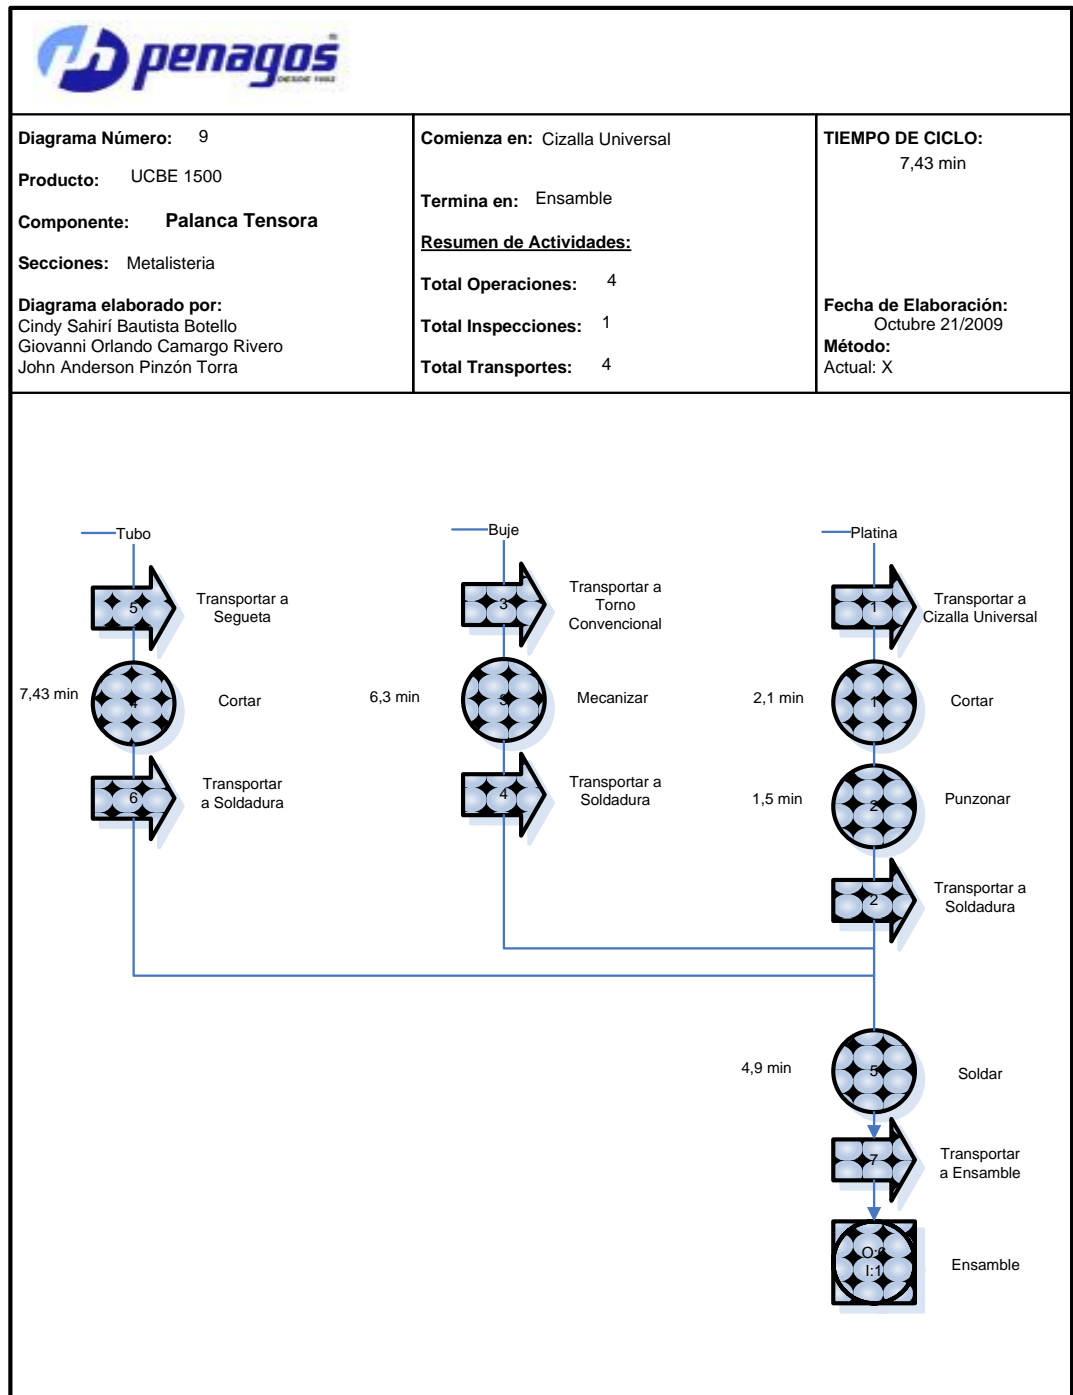 penagos
DESDE 1892
Diagrama Número: 9
Producto: UCBE 1500
Componente: Palanca Tensora
Secciones: Metalisteria
Diagrama elaborado por:
Cindy Sahirí Bautista Botello
Giovanni Orlando Camargo Rivero
John Anderson Pinzón Torra
Comienza en: Cizalla Universal
Termina en: Ensamble
Resumen de Actividades:
Total Operaciones: 4
Total Inspecciones: 1
Total Transportes: 4
TIEMPO DE CICLO:
7,43 min
Fecha de Elaboración:
Octubre 21/2009
Método:
Actual: X
Tubo
5
Transportar a
Segueta
7,43 min
4
Cortar
6
Transportar
a Soldadura
Buje
3
Transportar a
Torno
Convencional
6,3 min
3
Mecanizar
4
Transportar a
Soldadura
Platina
1
Transportar a
Cizalla Universal
2,1 min
1
Cortar
1,5 min
2
Punzonar
2
Transportar a
Soldadura
4,9 min
5
Soldar
7
Transportar
a Ensamble
O:6
I:1
Ensamble